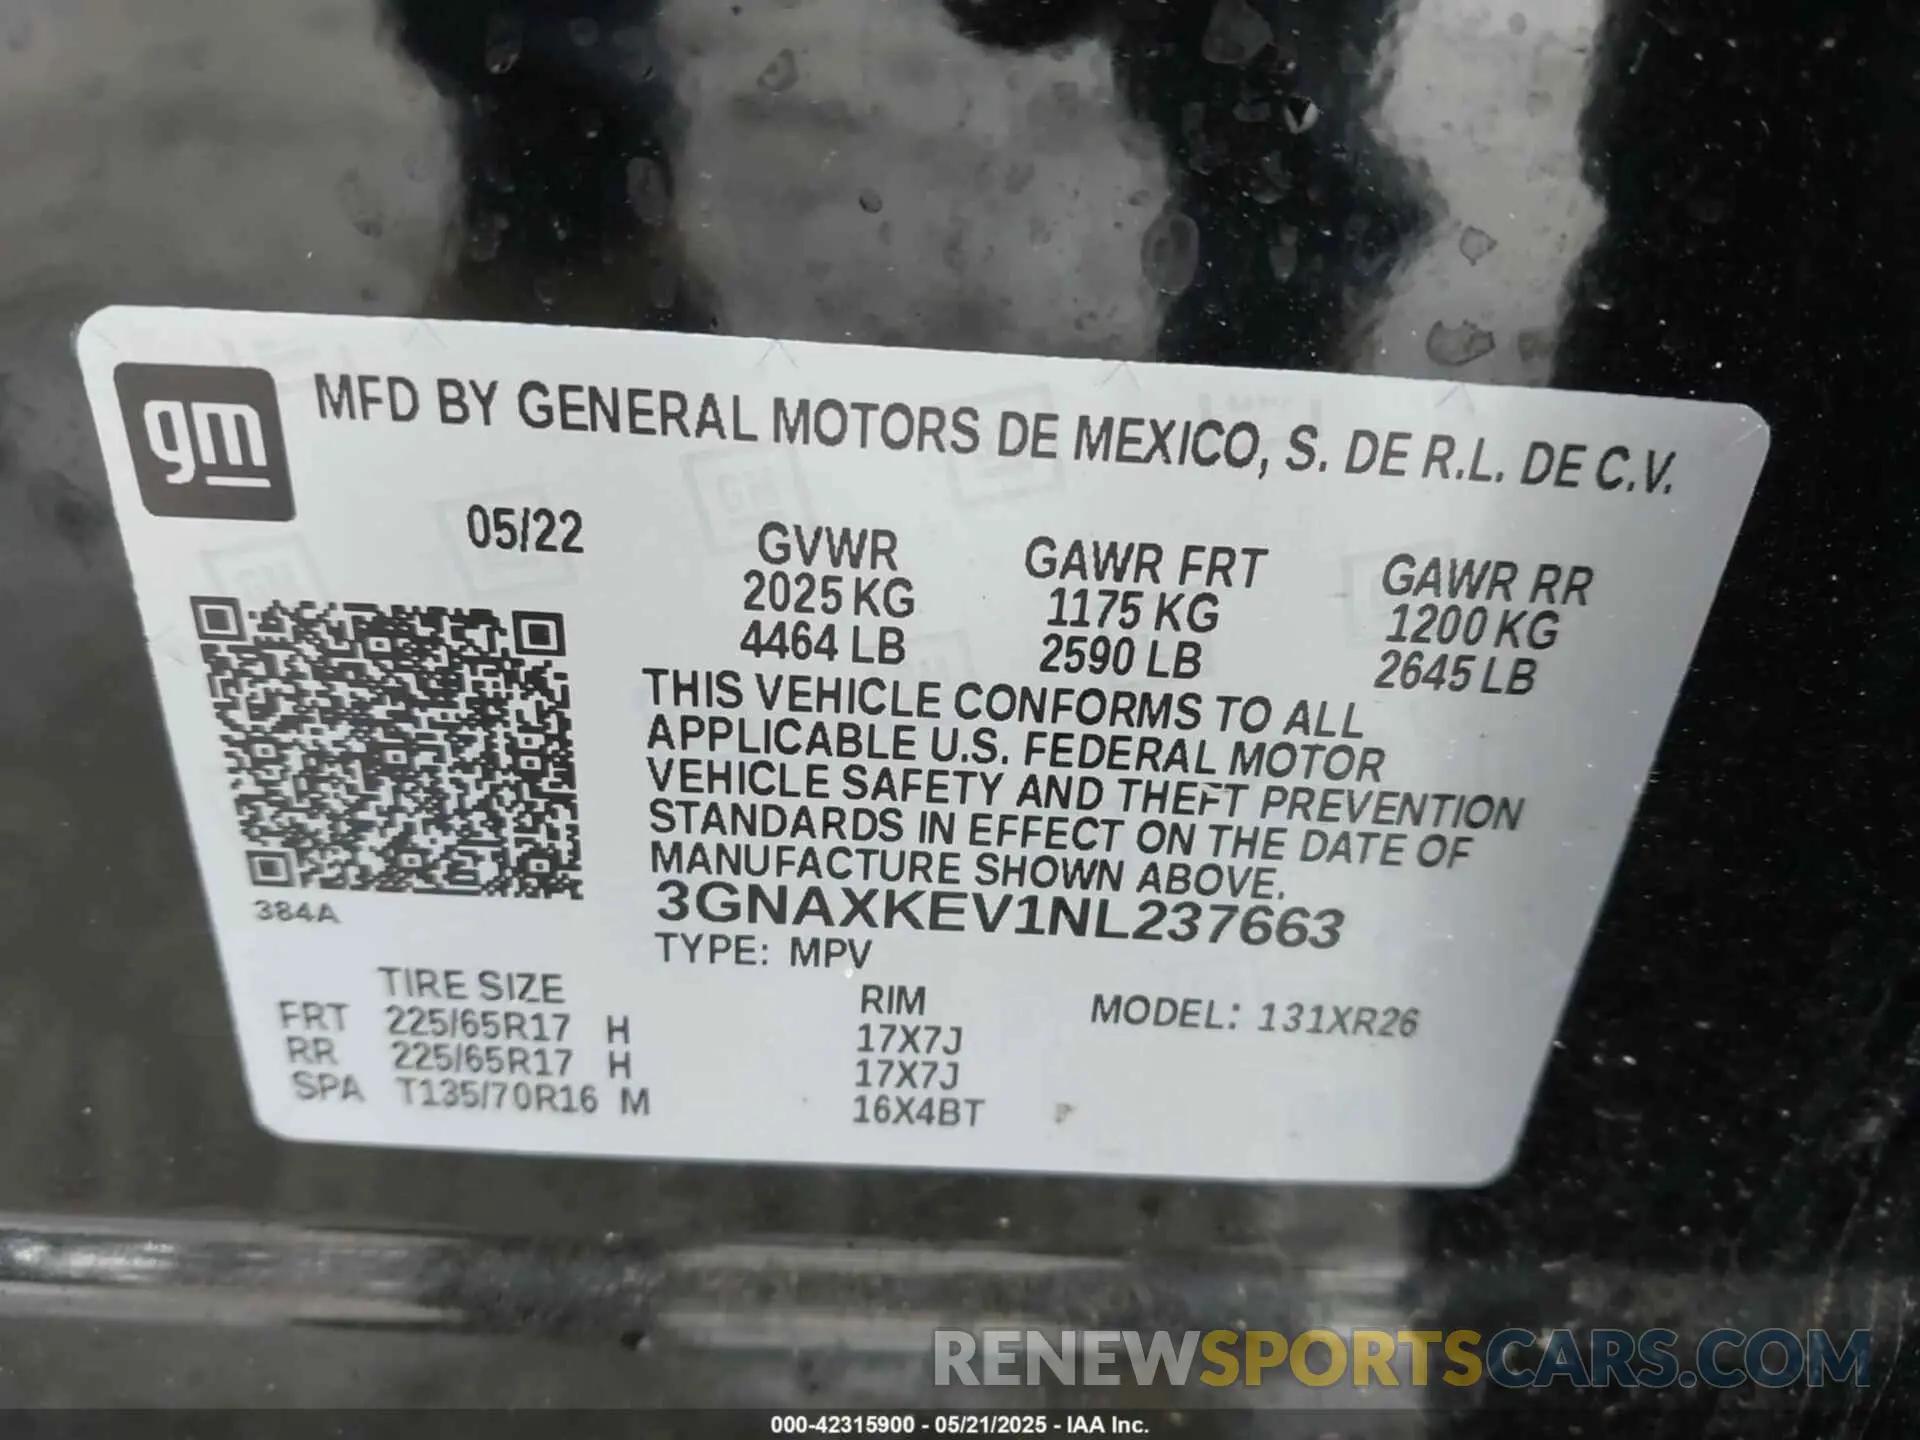 gm
MFD BY GENERAL MOTORS DE MEXICO, S. DE R.L. DE C.V.
05/22
GVWR GAWR FRT GAWR RR
2025 KG 1175 KG 1200 KG
4464 LB 2590 LB 2645 LB
THIS VEHICLE CONFORMS TO ALL
APPLICABLE U.S. FEDERAL MOTOR
VEHICLE SAFETY AND THEFT PREVENTION
STANDARDS IN EFFECT ON THE DATE OF
MANUFACTURE SHOWN ABOVE.
384A
3GNAXKEV1NL237663
TYPE: MPV
TIRE SIZE RIM MODEL: 131XR26
FRT 225/65R17 H 17X7J
RR 225/65R17 H 17X7J
SPA T135/70R16 M 16X4BT
RENEWSPORTSCARS.COM
000-42315900 - 05/21/2025 - IAA Inc.